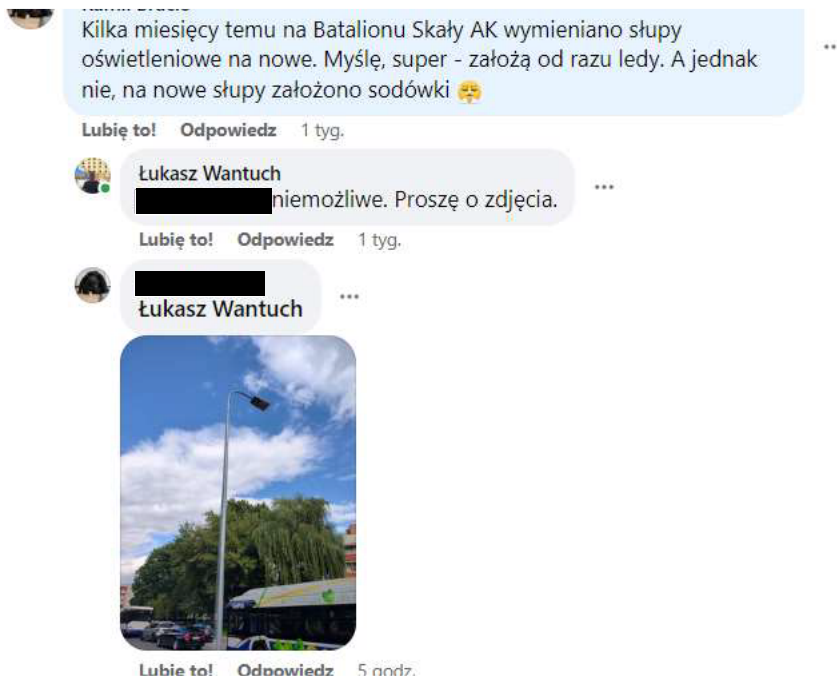 Kilka miesięcy temu na Batalionu Skały AK wymieniano słupy
oświetleniowe na nowe. Myślę, super - założą od razu ledy. A jednak
nie, na nowe słupy założono sodówki 😤
Lubię to! Odpowiedz 1 tyg.
Łukasz Wantuch
niemożliwe. Proszę o zdjęcia.
Lubię to! Odpowiedz 1 tyg.
Łukasz Wantuch
Lubię to! Odpowiedz 5 godz.